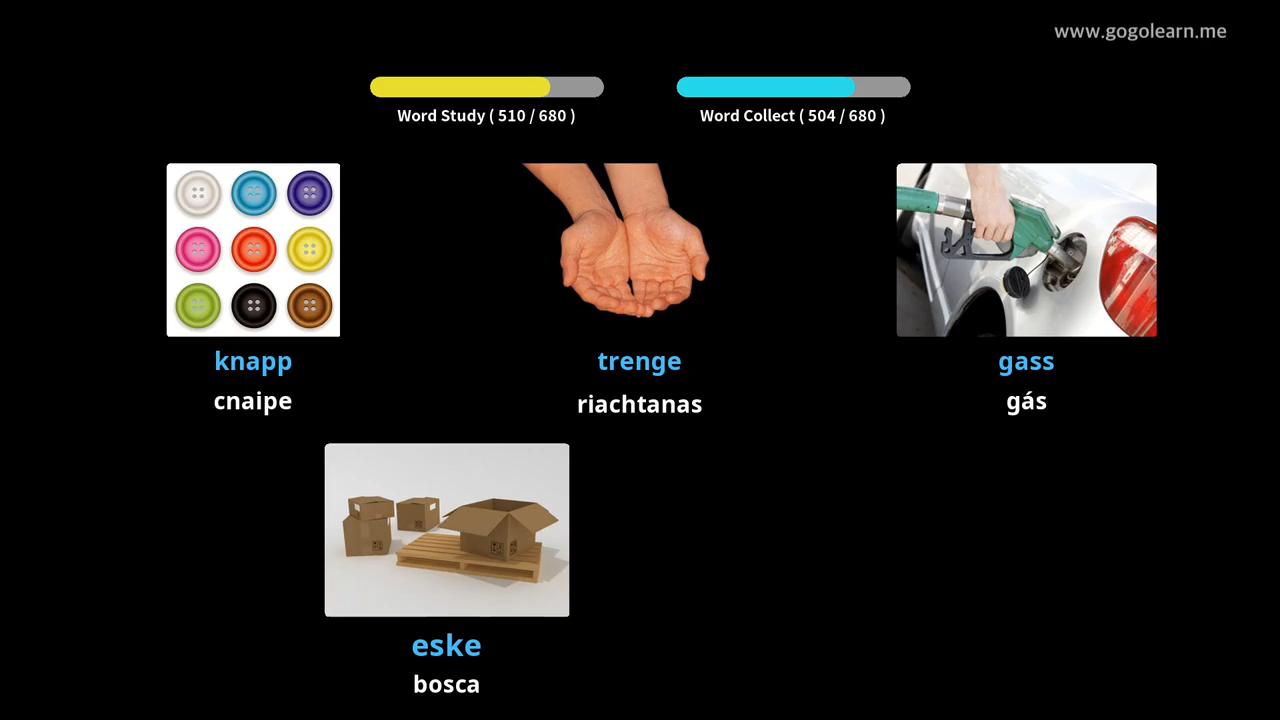 www.gogolearn.me
Word Study ( 510 / 680 )
Word Collect ( 504 / 680 )
knapp
cnaipe
trenge
riachtanas
gass
gás
eske
bosca